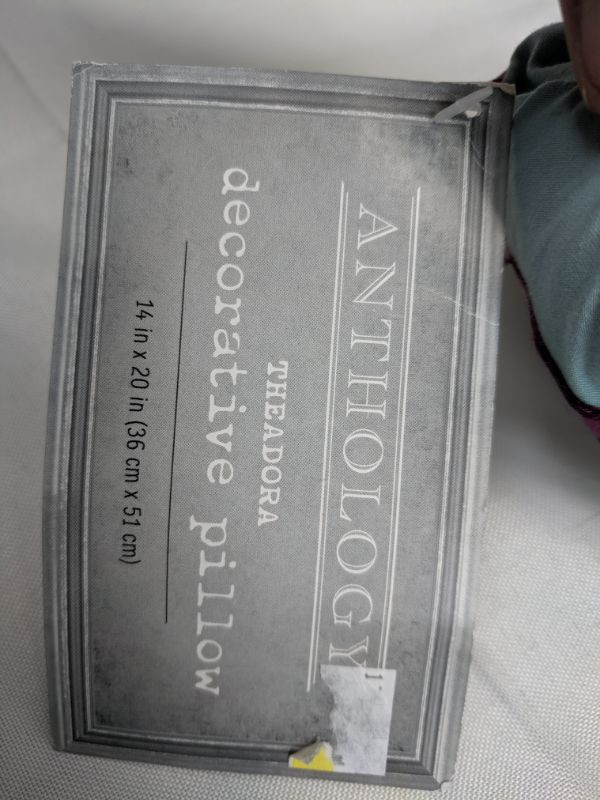 ANTHOLOGY
THEADORA
decorative pillow
14 in x 20 in (36 cm x 51 cm)